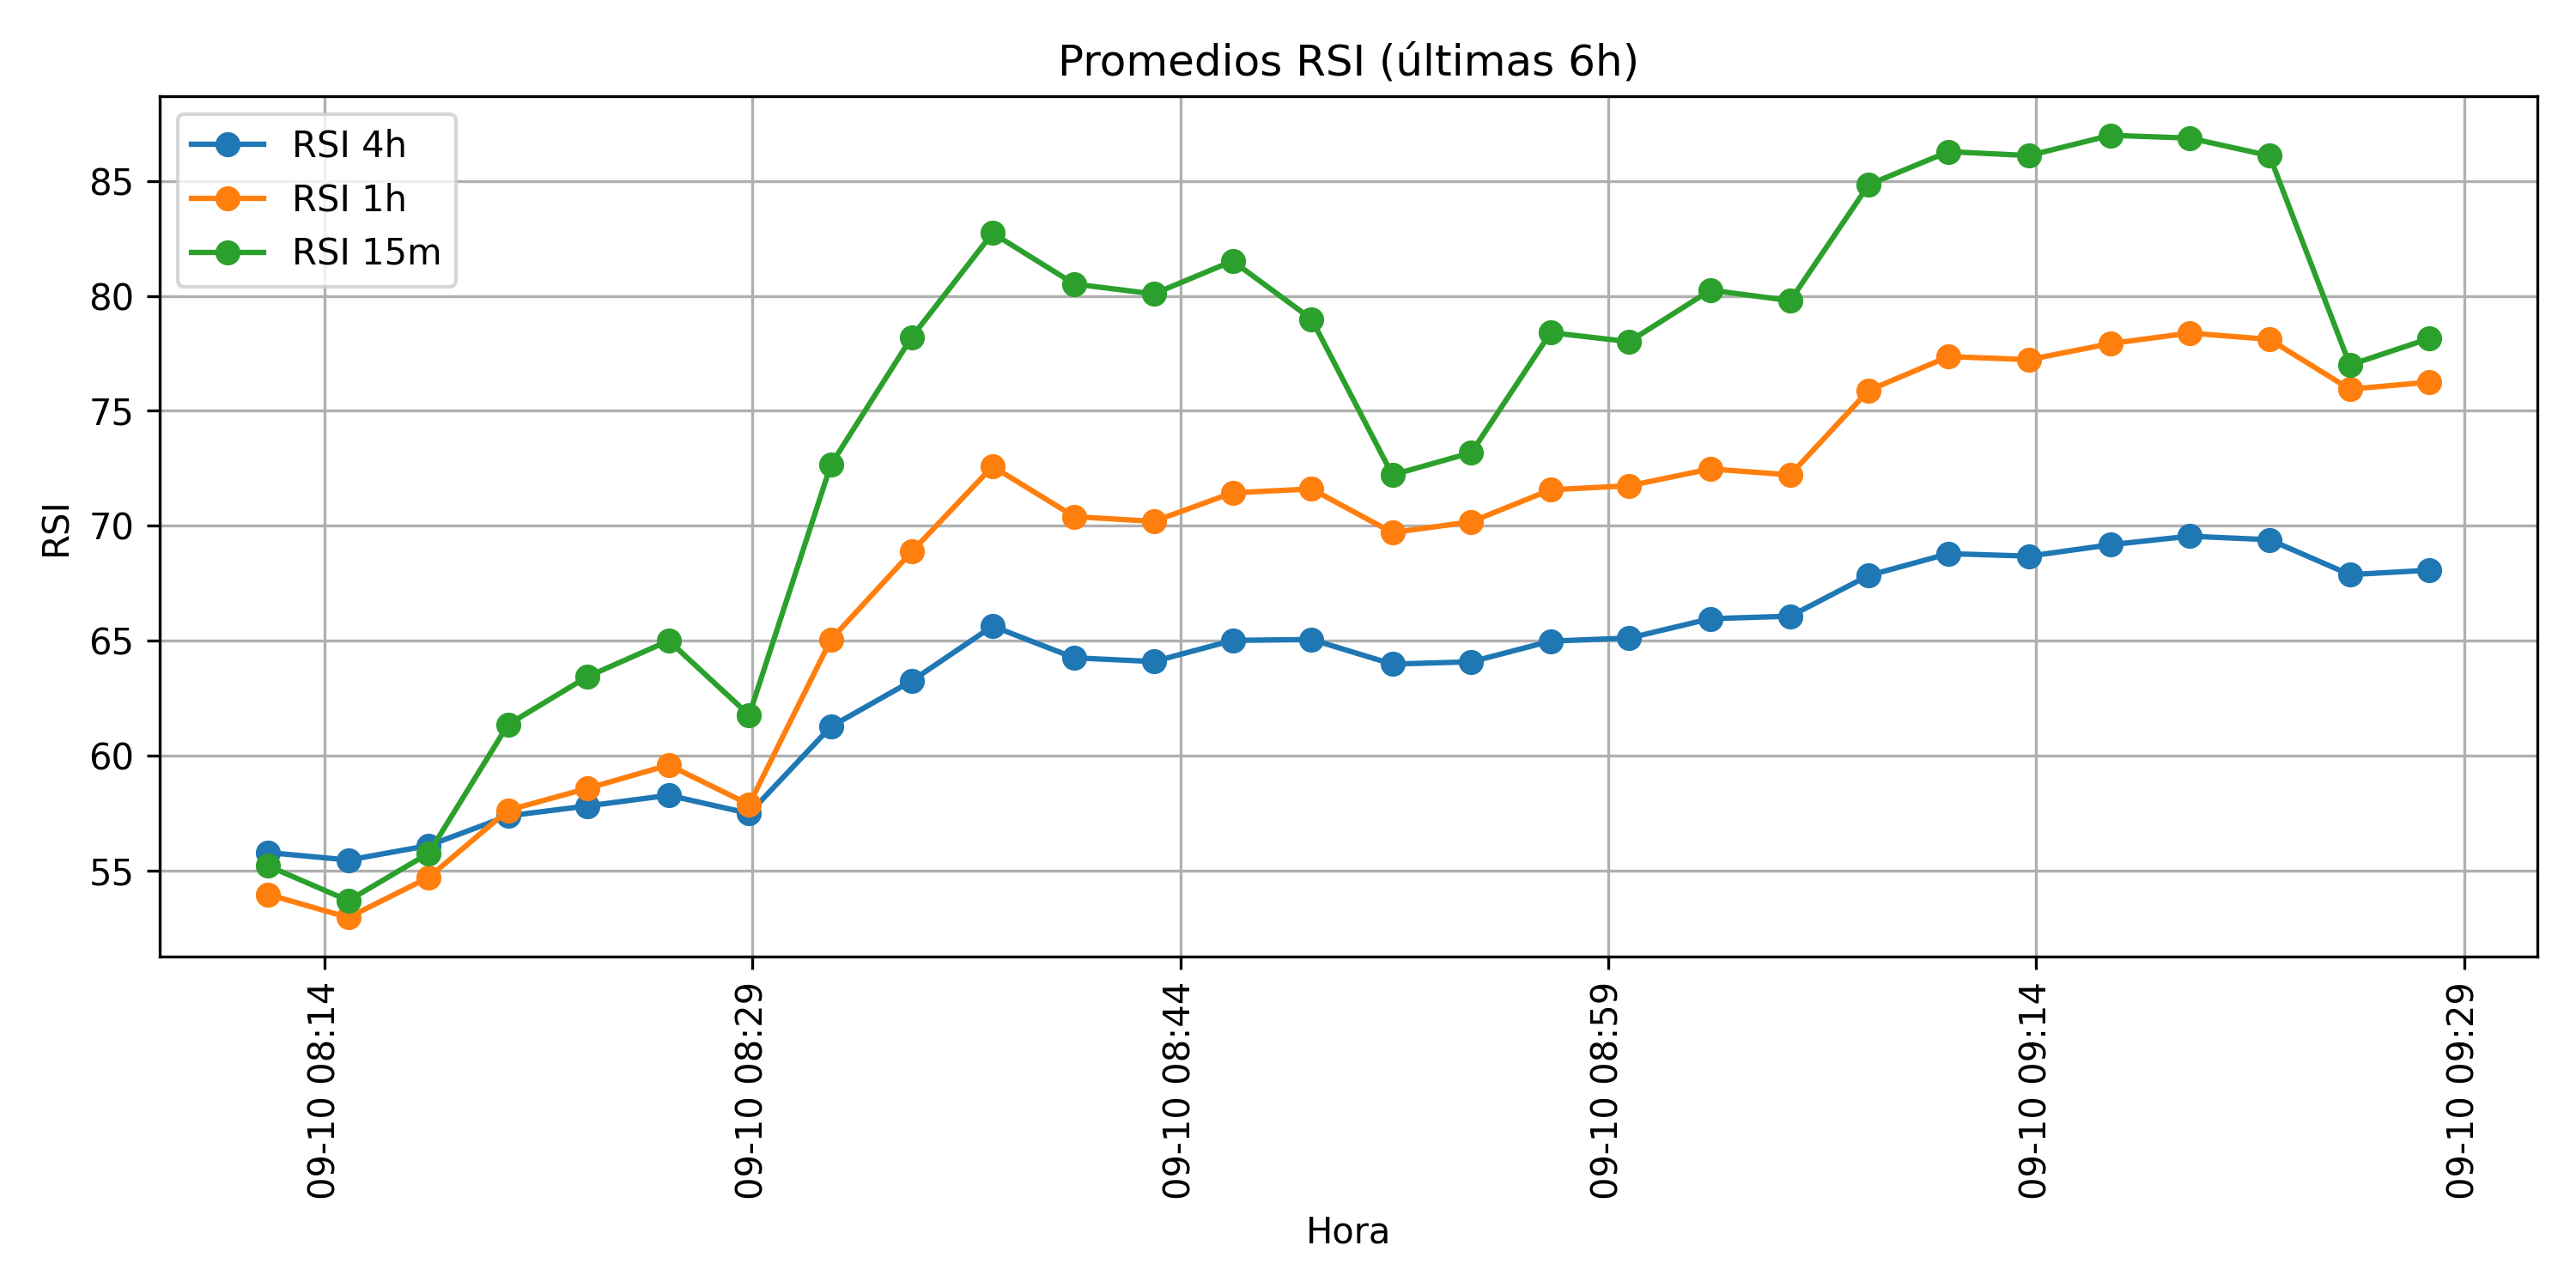 Promedios RSI (últimas 6h)
RSI 4h
RSI 1h
RSI 15m
85
80
75
70
65
60
55
RSI
09-10 08:14
09-10 08:29
09-10 08:44
09-10 08:59
09-10 09:14
09-10 09:29
Hora